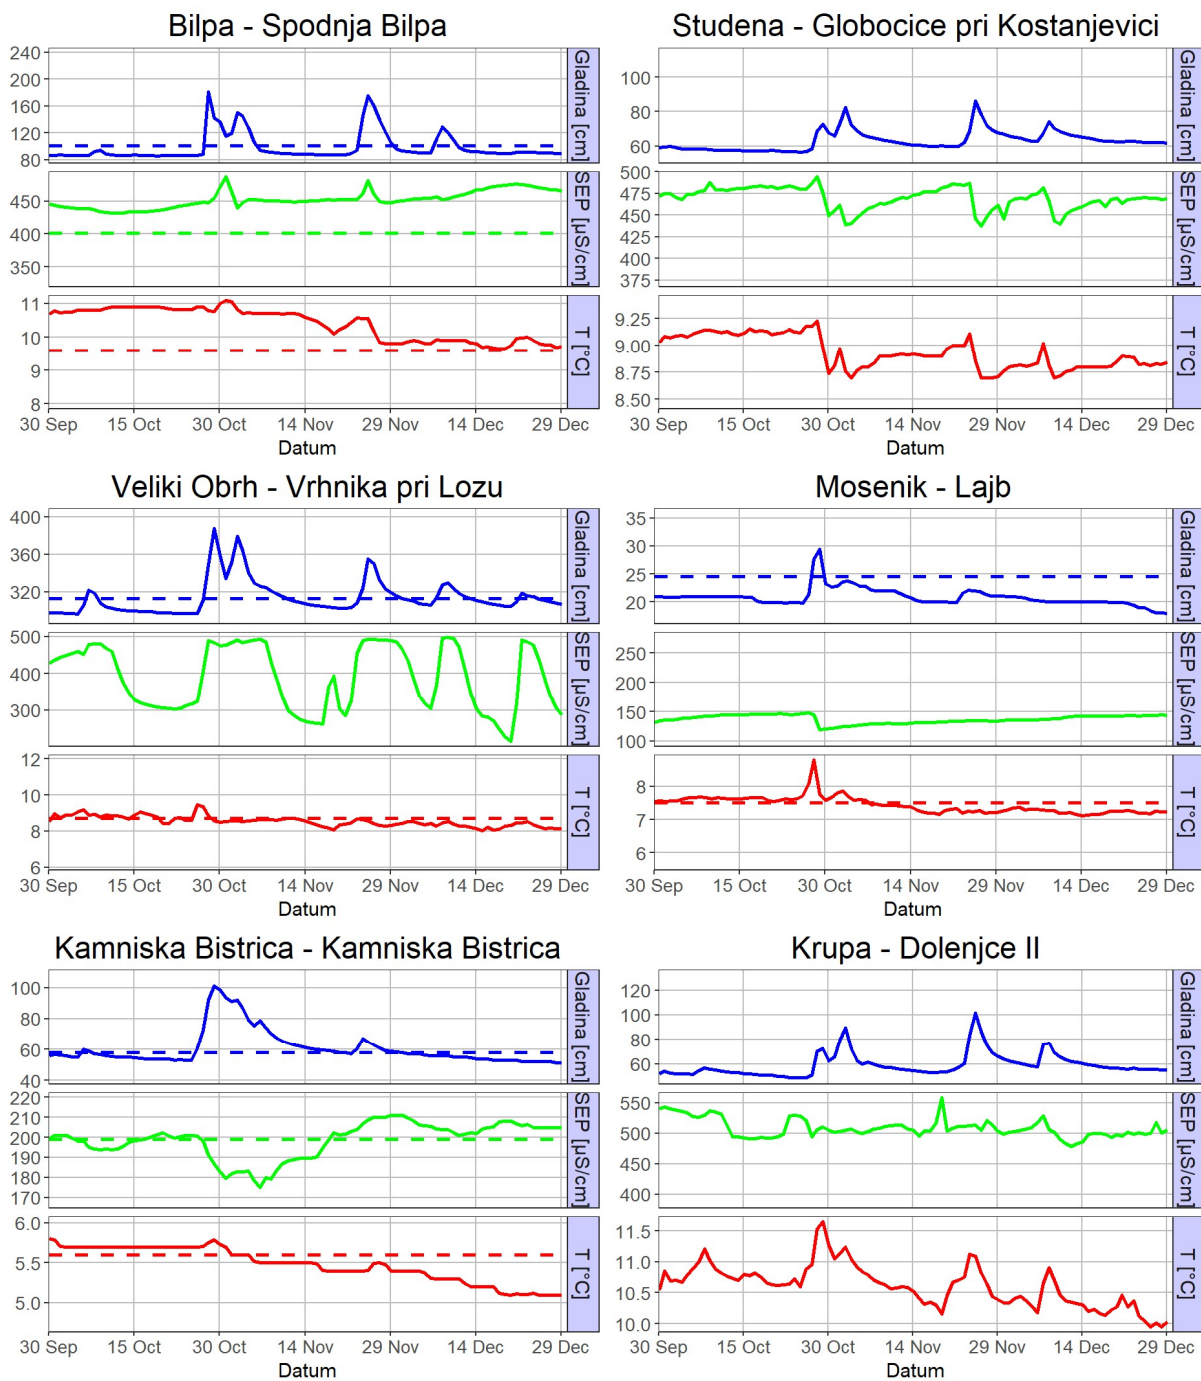 Bilpa - Spodnja Bilpa
240
200
160
120
80
Gladina [cm]
450
400
350
SEP [µS/cm]
11
10
9
8
T [°C]
30 Sep 15 Oct 30 Oct 14 Nov 29 Nov 14 Dec 29 Dec
Datum
Studena - Globocice pri Kostanjevici
100
80
60
Gladina [cm]
500
475
450
425
400
375
SEP [µS/cm]
9.25
9.00
8.75
8.50
T [°C]
30 Sep 15 Oct 30 Oct 14 Nov 29 Nov 14 Dec 29 Dec
Datum
Veliki Obrh - Vrhnika pri Lozu
400
360
320
Gladina [cm]
500
400
300
SEP [µS/cm]
12
10
8
6
T [°C]
30 Sep 15 Oct 30 Oct 14 Nov 29 Nov 14 Dec 29 Dec
Datum
Mosenik - Lajb
35
30
25
20
Gladina [cm]
250
200
150
100
SEP [µS/cm]
8
7
6
T [°C]
30 Sep 15 Oct 30 Oct 14 Nov 29 Nov 14 Dec 29 Dec
Datum
Kamniska Bistrica - Kamniska Bistrica
100
80
60
40
Gladina [cm]
220
210
200
190
180
170
SEP [µS/cm]
6.0
5.5
5.0
T [°C]
30 Sep 15 Oct 30 Oct 14 Nov 29 Nov 14 Dec 29 Dec
Datum
Krupa - Dolenjce II
120
90
60
Gladina [cm]
550
500
450
400
SEP [µS/cm]
11.5
11.0
10.5
10.0
T [°C]
30 Sep 15 Oct 30 Oct 14 Nov 29 Nov 14 Dec 29 Dec
Datum